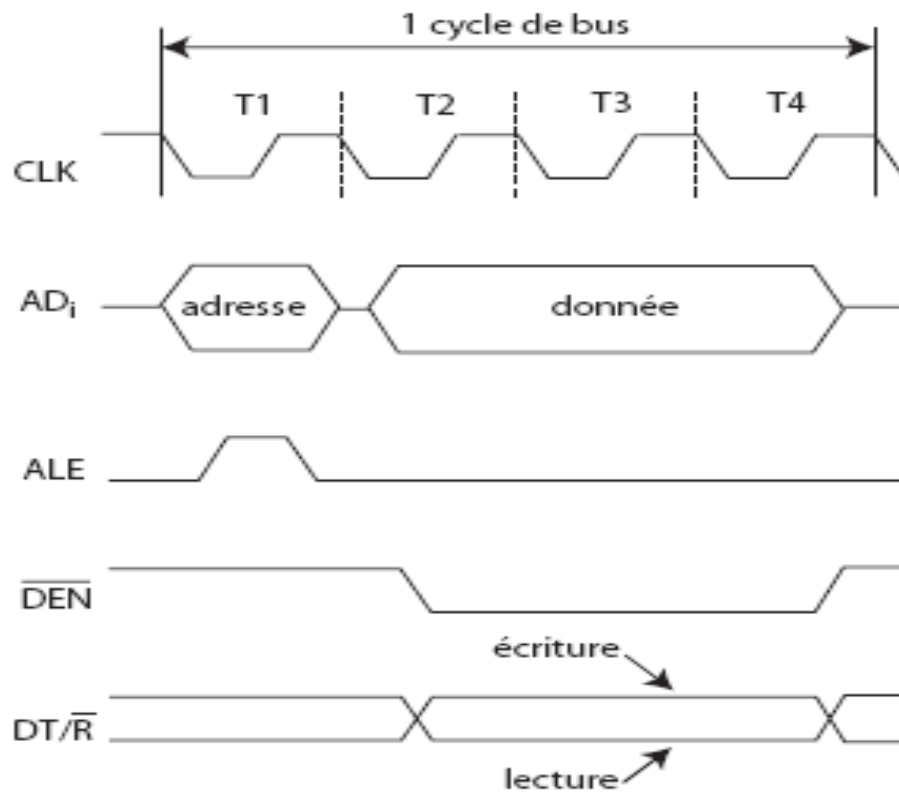 1 cycle de bus
T1 T2 T3 T4
CLK
ADi adresse donnée
ALE
DEN
écriture
DT/R
lecture